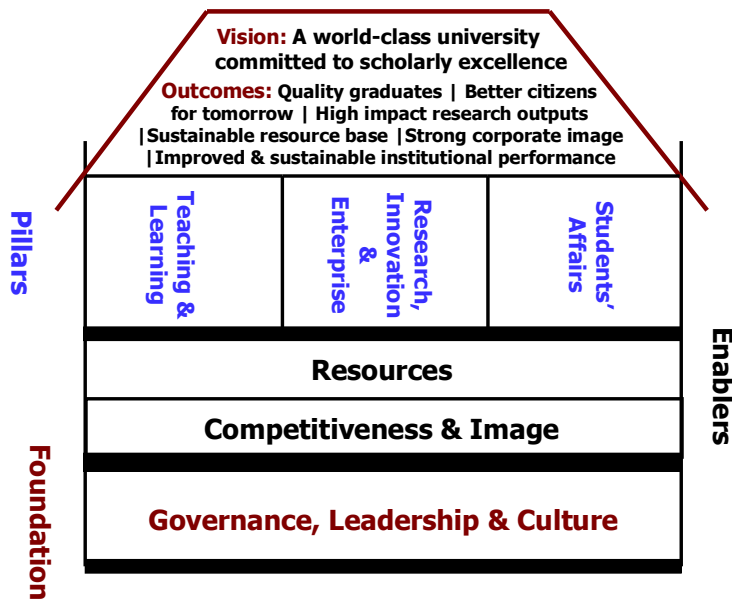 Vision: A world-class university
committed to scholarly excellence
Outcomes: Quality graduates | Better citizens
for tomorrow | High impact research outputs
|Sustainable resource base |Strong corporate image
|Improved & sustainable institutional performance
Pillars
Teaching &
Learning
Research,
Innovation
&
Enterprise
Students’
Affairs
Enablers
Resources
Competitiveness & Image
Foundation
Governance, Leadership & Culture